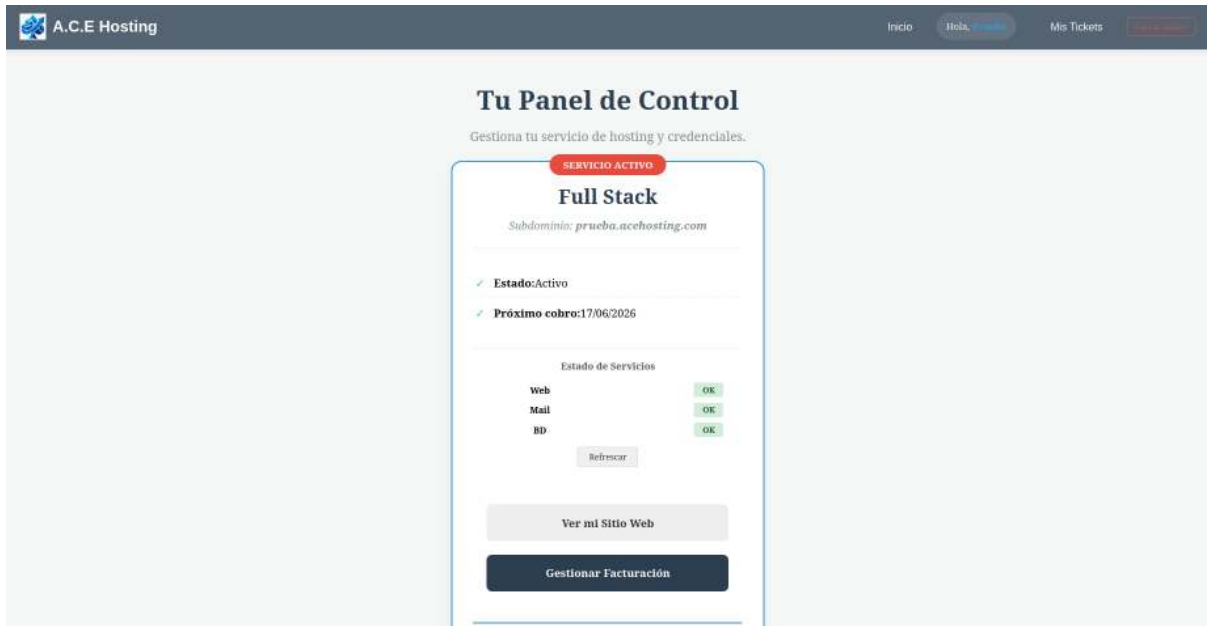 A.C.E Hosting
Inicio
Hola,
Mis Tickets
Tu Panel de Control
Gestiona tu servicio de hosting y credenciales.
SERVICIO ACTIVO
Full Stack
Subdominio: prueba.acehosting.com
✓ Estado:Activo
✓ Próximo cobro:17/06/2026
Estado de Servicios
Web OK
Mail OK
BD OK
Refrescar
Ver mi Sitio Web
Gestionar Facturación